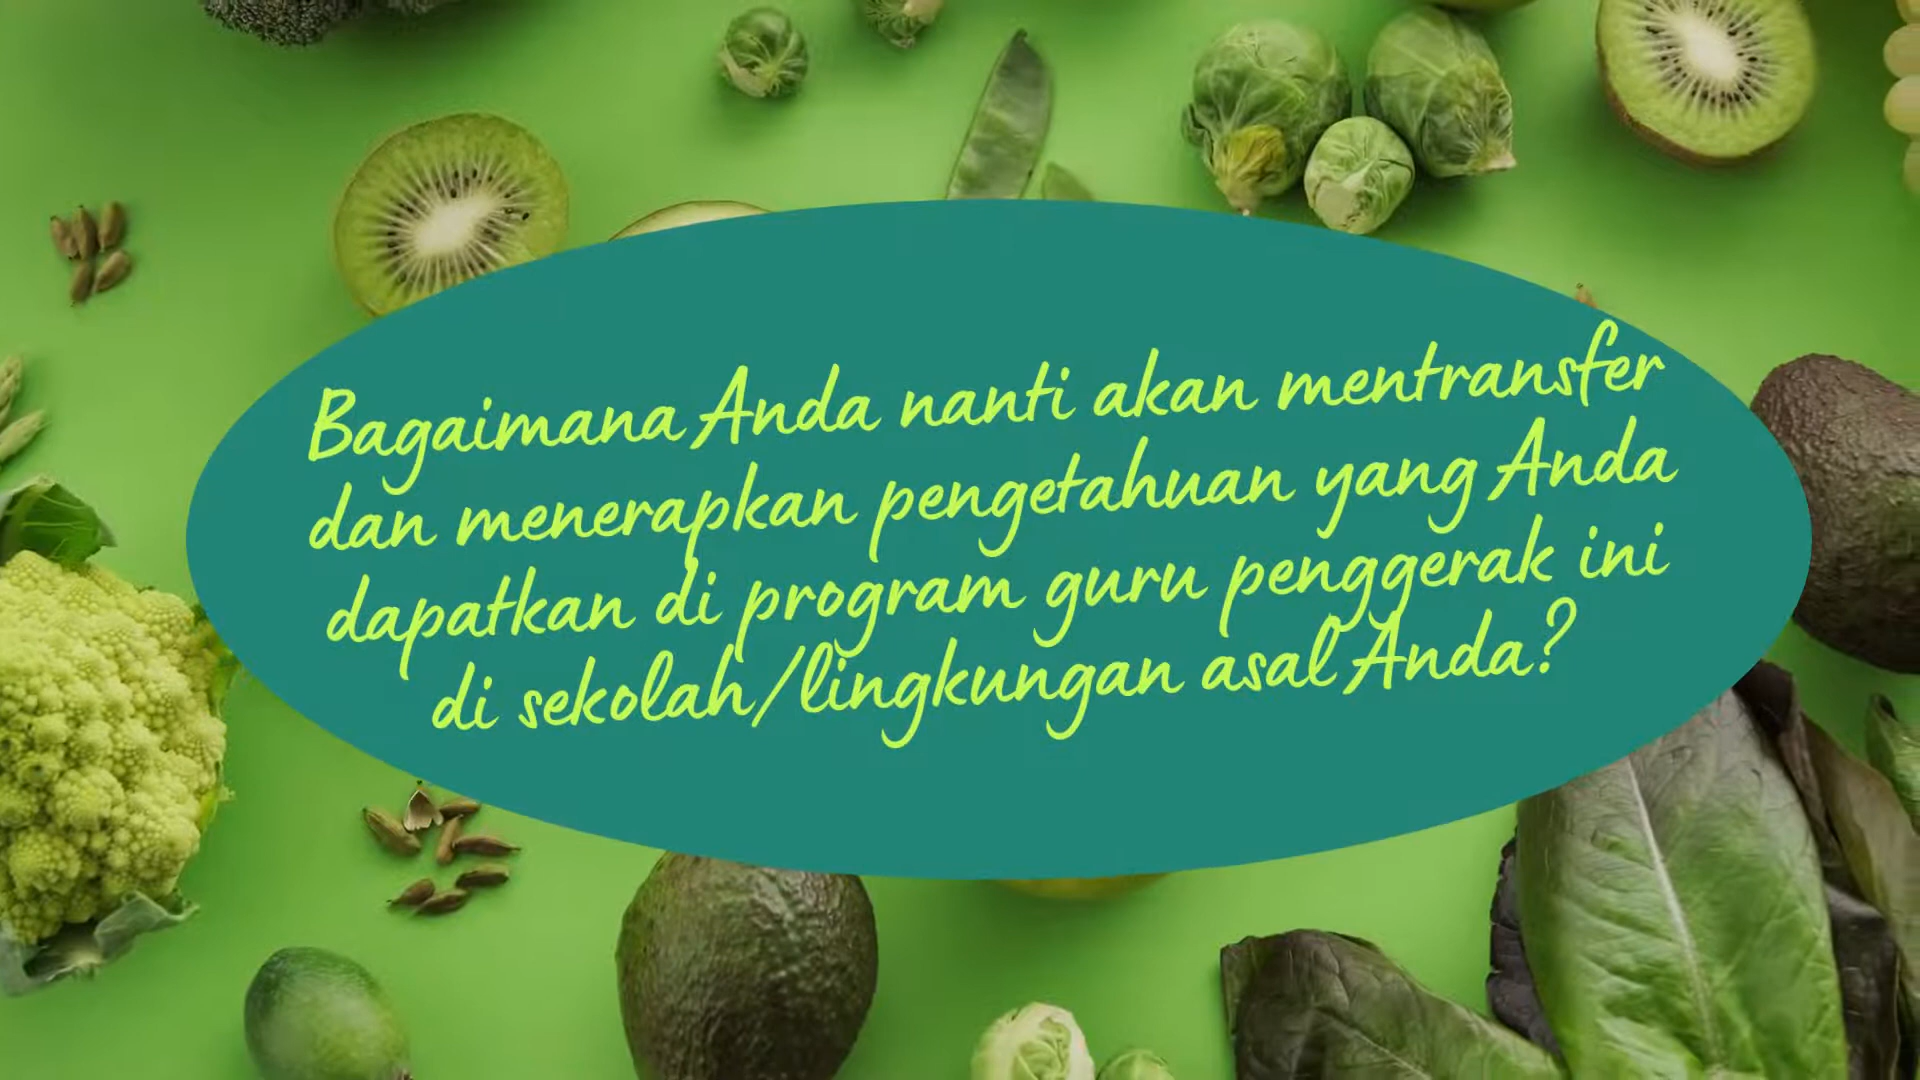 Bagaimana Anda nanti akan mentransfer
dan menerapkan pengetahuan yang Anda
dapatkan di program guru penggerak ini
di sekolah/lingkungan asal Anda?